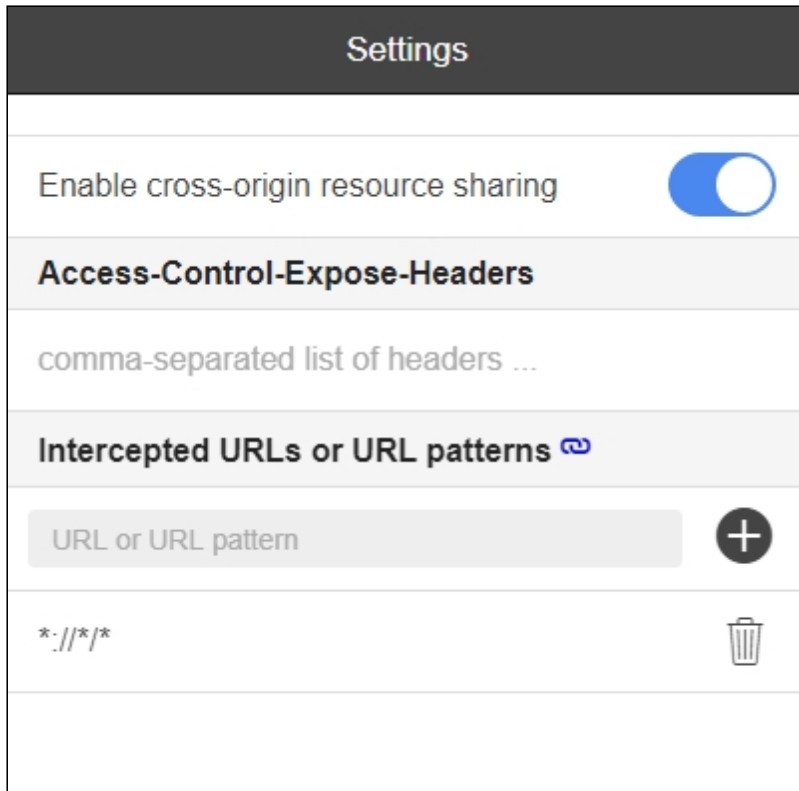 Settings
Enable cross-origin resource sharing
Access-Control-Expose-Headers
comma-separated list of headers ...
Intercepted URLs or URL patterns
URL or URL pattern
*://*/*